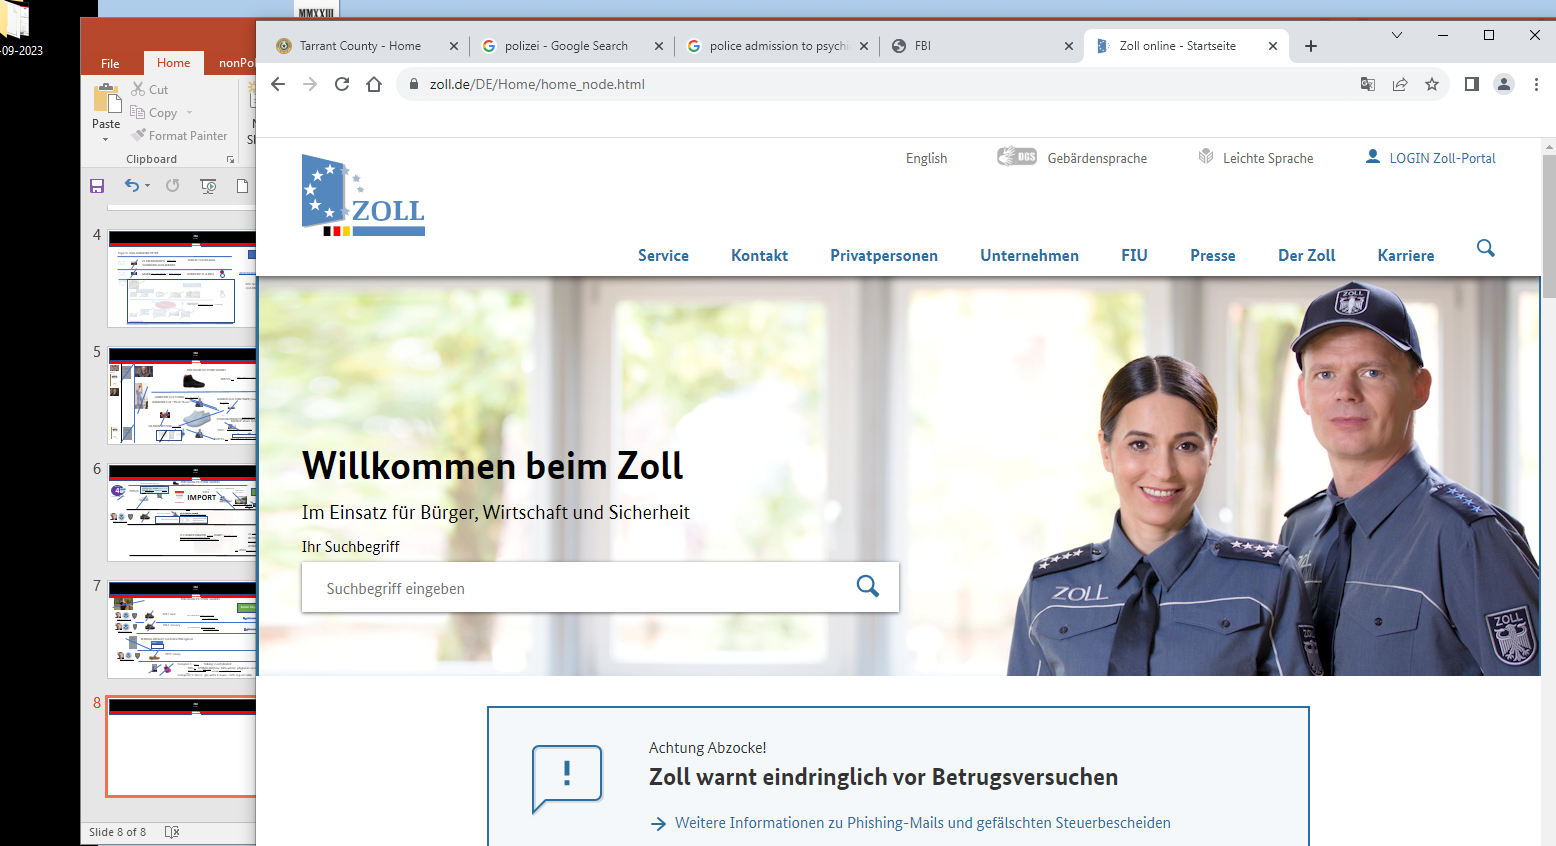 MMXXIII
-09-2023
Tarrant County - Home
polizei - Google Search
police admission to psychi
FBI
Zoll online - Startseite
zoll.de/DE/Home/home_node.html
File
Home
nonPol
Cut
Copy
Format Painter
Paste
Clipboard
4
5
6
IMPORT
7
8
Slide 8 of 8
English
DGS
Gebärdensprache
Leichte Sprache
LOGIN Zoll-Portal
ZOLL
Service
Kontakt
Privatpersonen
Unternehmen
FIU
Presse
Der Zoll
Karriere
ZOLL
ZOLL
ZOLL
Willkommen beim Zoll
Im Einsatz für Bürger, Wirtschaft und Sicherheit
Ihr Suchbegriff
Suchbegriff eingeben
!
Achtung Abzocke!
Zoll warnt eindringlich vor Betrugsversuchen
Weitere Informationen zu Phishing-Mails und gefälschten Steuerbescheiden